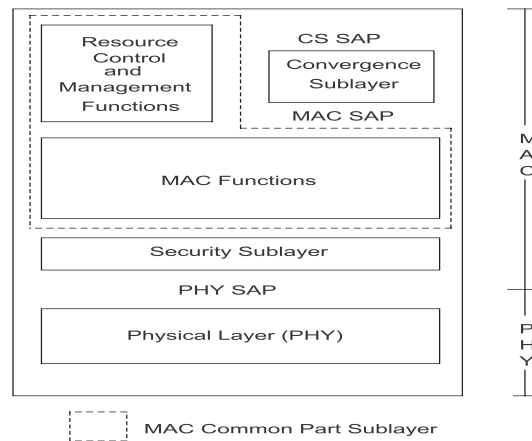 Resource
Control
and
Management
Functions
CS SAP
Convergence
Sublayer
MAC SAP
MAC Functions
Security Sublayer
PHY SAP
Physical Layer (PHY)
MAC Common Part Sublayer
M
A
C
P
H
Y